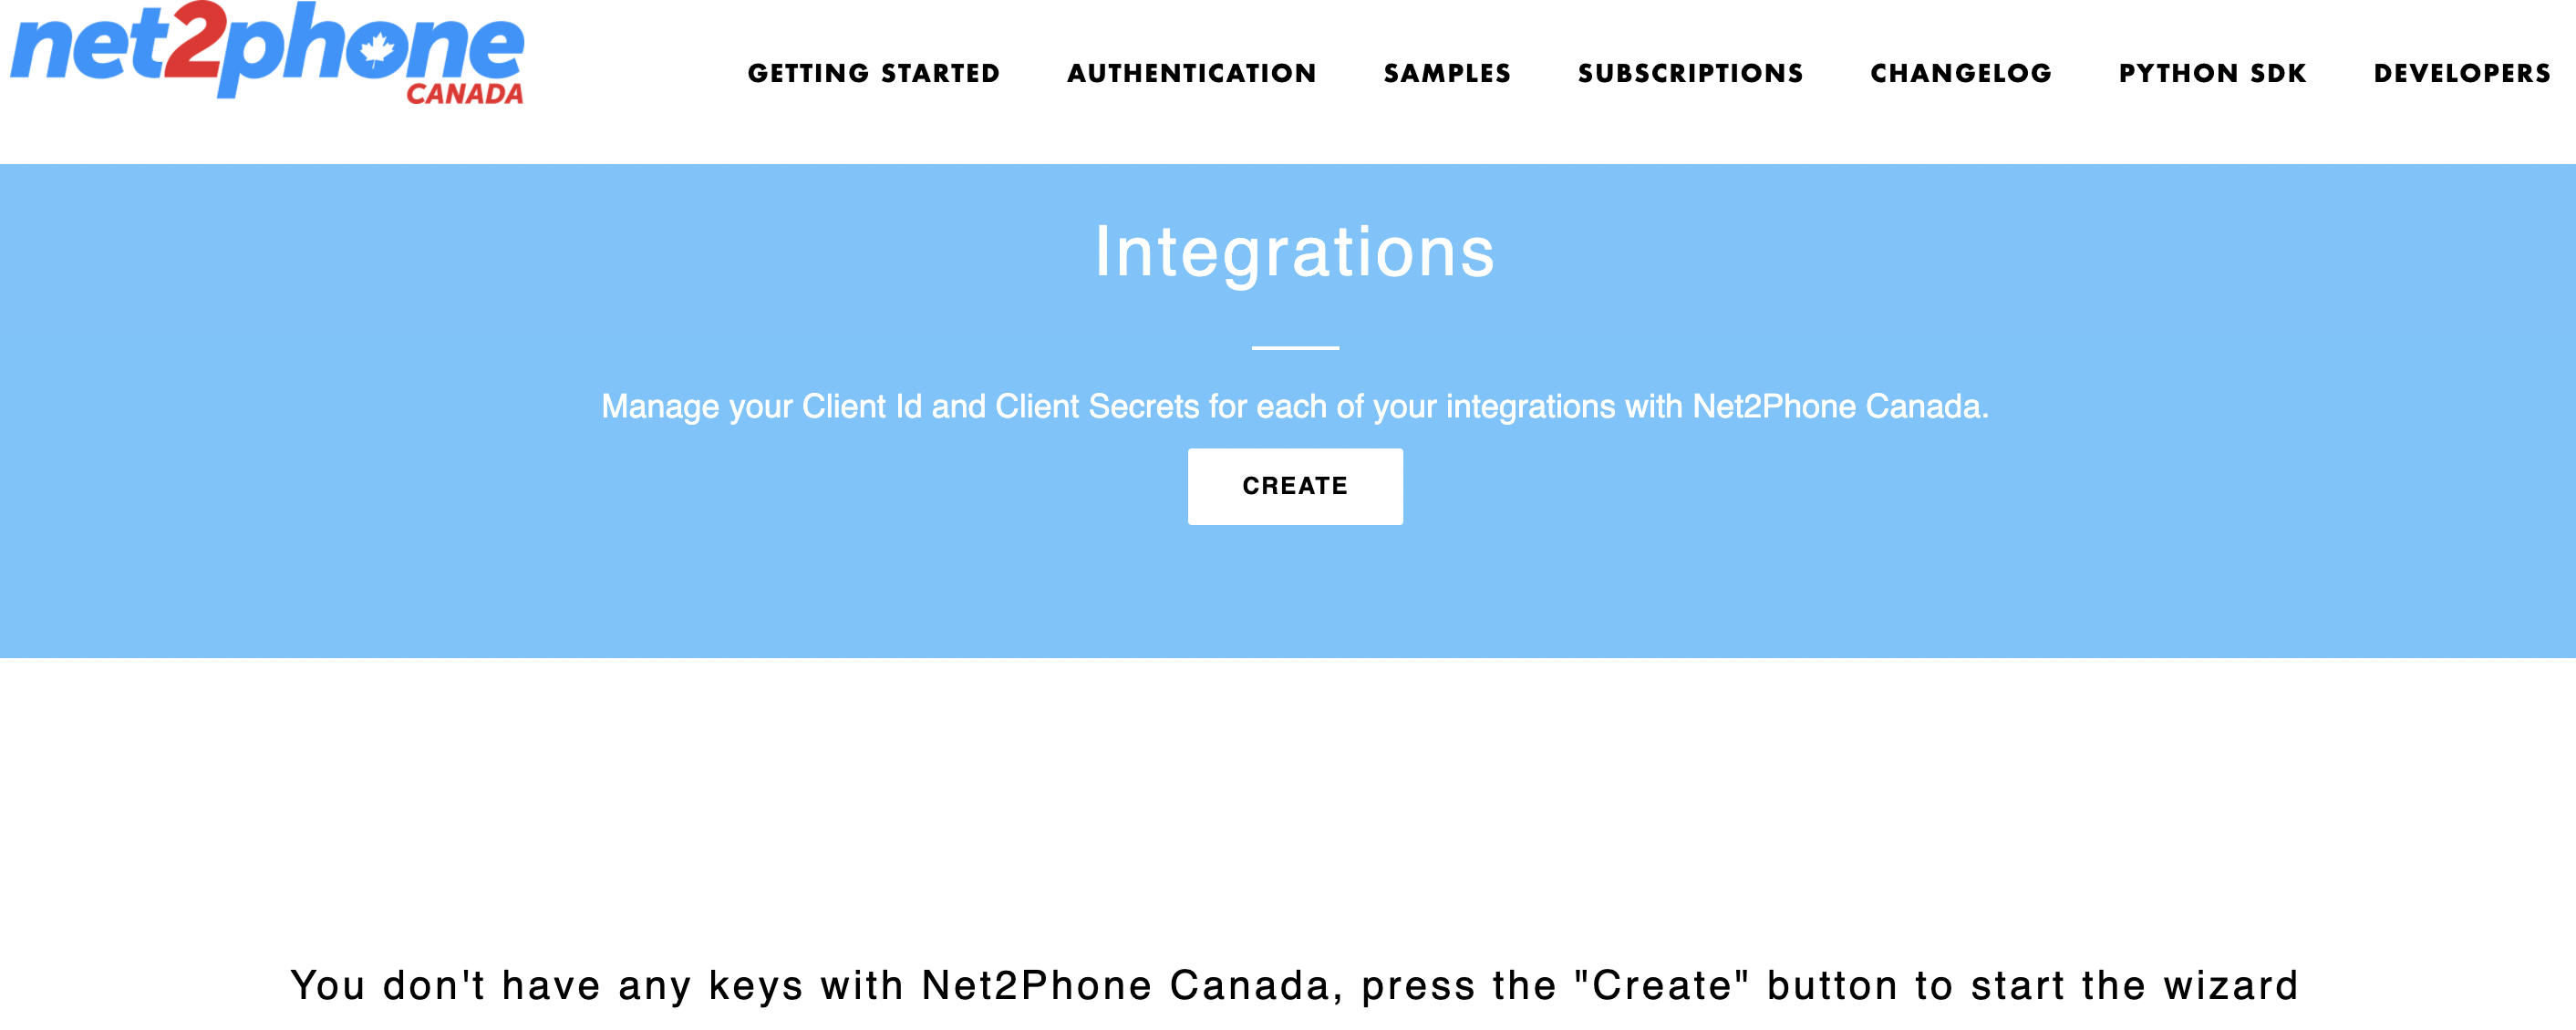 net2phone
CANADA
GETTING STARTED AUTHENTICATION SAMPLES SUBSCRIPTIONS CHANGELOG PYTHON SDK DEVELOPERS
Integrations
Manage your Client Id and Client Secrets for each of your integrations with Net2Phone Canada.
CREATE
You don't have any keys with Net2Phone Canada, press the "Create" button to start the wizard